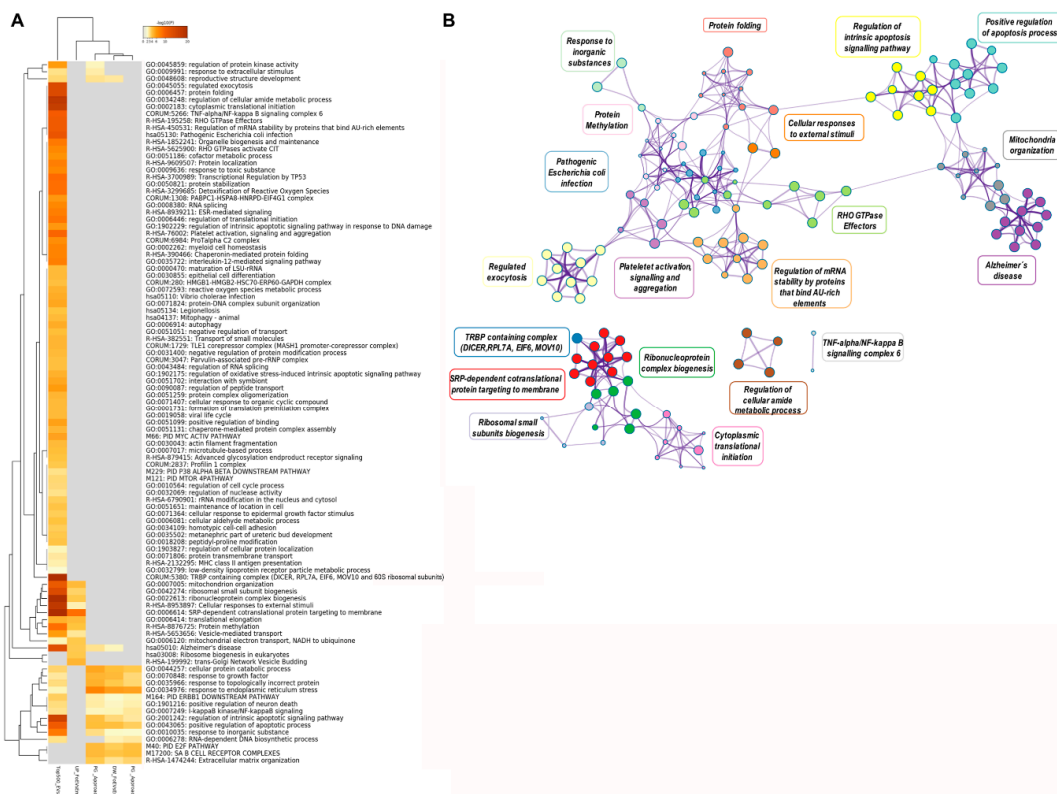 A
-log10(P)
GO:0045859: regulation of protein kinase activity
GO:0009991: response to extracellular stimulus
GO:0048608: reproductive structure development
GO:0045055: regulated exocytosis
GO:0006457: protein folding
GO:0034248: regulation of cellular amide metabolic process
GO:0002183: cytoplasmic translational initiation
CORUM:5266: TNF-alpha/NF-kappa B signaling complex 6
R-HSA-195258: RHO GTPase Effectors
R-HSA-450531: Regulation of mRNA stability by proteins that bind AU-rich elements
hsa05130: Pathogenic Escherichia coli infection
R-HSA-1852241: Organelle biogenesis and maintenance
R-HSA-5625900: RHO GTPases activate CIT
GO:0051186: cofactor metabolic process
R-HSA-9609507: Protein localization
GO:0009636: response to toxic substance
R-HSA-3700989: Transcriptional Regulation by TP53
GO:0050821: protein stabilization
R-HSA-3299685: Detoxification of Reactive Oxygen Species
CORUM:1308: PABPC1-HSPA8-HNRPD-EIF4G1 complex
GO:0008380: RNA splicing
R-HSA-8939211: ESR-mediated signaling
GO:0006446: regulation of translational initiation
GO:1902229: regulation of intrinsic apoptotic signaling pathway in response to DNA damage
R-HSA-76002: Platelet activation, signaling and aggregation
CORUM:6984: ProTalpha C2 complex
GO:0002262: myeloid cell homeostasis
R-HSA-390466: Chaperonin-mediated protein folding
GO:0035722: interleukin-12-mediated signaling pathway
GO:0000470: maturation of LSU-rRNA
GO:0030855: epithelial cell differentiation
CORUM:280: HMGB1-HMGB2-HSC70-ERP60-GAPDH complex
GO:0072593: reactive oxygen species metabolic process
hsa05110: Vibrio cholerae infection
GO:0071824: protein-DNA complex subunit organization
hsa05134: Legionellosis
hsa04137: Mitophagy - animal
GO:0006914: autophagy
GO:0051051: negative regulation of transport
R-HSA-382551: Transport of small molecules
CORUM:1729: TLE1 corepressor complex (MASH1 promoter-corepressor complex)
GO:0031400: negative regulation of protein modification process
CORUM:3047: Parvulin-associated pre-rRNP complex
GO:0043484: regulation of RNA splicing
GO:1902175: regulation of oxidative stress-induced intrinsic apoptotic signaling pathway
GO:0051702: interaction with symbiont
GO:0090087: regulation of peptide transport
GO:0051259: protein complex oligomerization
GO:0071407: cellular response to organic cyclic compound
GO:0001731: formation of translation preinitiation complex
GO:0019058: viral life cycle
GO:0051099: positive regulation of binding
GO:0051131: chaperone-mediated protein complex assembly
M66: PID MYC ACTIV PATHWAY
GO:0030043: actin filament fragmentation
GO:0007017: microtubule-based process
R-HSA-879415: Advanced glycosylation endproduct receptor signaling
CORUM:2837: Profilin 1 complex
M229: PID P38 ALPHA BETA DOWNSTREAM PATHWAY
M121: PID MTOR 4PATHWAY
GO:0010564: regulation of cell cycle process
GO:0032069: regulation of nuclease activity
R-HSA-6790901: rRNA modification in the nucleus and cytosol
GO:0051651: maintenance of location in cell
GO:0071364: cellular response to epidermal growth factor stimulus
GO:0006081: cellular aldehyde metabolic process
GO:0034109: homotypic cell-cell adhesion
GO:0035502: metanephric part of ureteric bud development
GO:0018208: peptidyl-proline modification
GO:1903827: regulation of cellular protein localization
GO:0071806: protein transmembrane transport
R-HSA-2132295: MHC class II antigen presentation
GO:0032799: low-density lipoprotein receptor particle metabolic process
CORUM:5380: TRBP containing complex (DICER, RPL7A, EIF6, MOV10 and 60S ribosomal subunits)
GO:0007005: mitochondrion organization
GO:0042274: ribosomal small subunit biogenesis
GO:0022613: ribonucleoprotein complex biogenesis
R-HSA-8953897: Cellular responses to external stimuli
GO:0006614: SRP-dependent cotranslational protein targeting to membrane
GO:0006414: translational elongation
R-HSA-8876725: Protein methylation
R-HSA-5653656: Vesicle-mediated transport
GO:0006120: mitochondrial electron transport, NADH to ubiquinone
hsa05010: Alzheimer's disease
hsa03008: Ribosome biogenesis in eukaryotes
R-HSA-199992: trans-Golgi Network Vesicle Budding
GO:0044257: cellular protein catabolic process
GO:0070848: response to growth factor
GO:0035966: response to topologically incorrect protein
GO:0034976: response to endoplasmic reticulum stress
M164: PID ERBB1 DOWNSTREAM PATHWAY
GO:1901216: positive regulation of neuron death
GO:0007249: I-kappaB kinase/NF-kappaB signaling
GO:2001242: regulation of intrinsic apoptotic signaling pathway
GO:0043065: positive regulation of apoptotic process
GO:0010035: response to inorganic substance
GO:0006278: RNA-dependent DNA biosynthetic process
M40: PID E2F PATHWAY
M17200: SA B CELL RECEPTOR COMPLEXES
R-HSA-1474244: Extracellular matrix organization
B
Protein folding
Response to
inorganic
substances
Regulation of
intrinsic apoptosis
signalling pathway
Positive regulation
of apoptosis process
Protein
Methylation
Cellular responses
to external stimuli
Mitochondria
organization
Pathogenic
Escherichia coli
infection
RHO GTPase
Effectors
Regulated
exocytosis
Plateletet activation,
signalling and
aggregation
Regulation of mRNA
stability by proteins
that bind AU-rich
elements
Alzheimer´s
disease
TRBP containing complex
(DICER,RPL7A, EIF6, MOV10)
Ribonucleoprotein
complex biogenesis
TNF-alpha/NF-kappa B
signalling complex 6
SRP-dependent cotranslational
protein targeting to membrane
Regulation of
cellular amide
metabolic process
Ribosomal small
subunits biogenesis
Cytoplasmic
translational
initiation